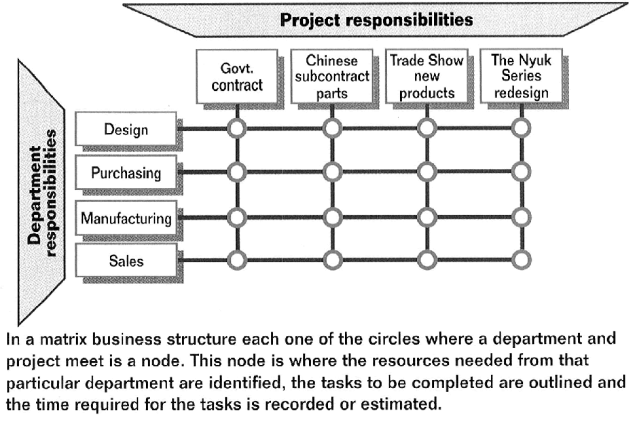 Project responsibilities
Govt.
contract
Chinese
subcontract
parts
Trade Show
new
products
The Nyuk
Series
redesign
Department
responsibilities
Design
Purchasing
Manufacturing
Sales
In a matrix business structure each one of the circles where a department and
project meet is a node. This node is where the resources needed from that
particular department are identified, the tasks to be completed are outlined and
the time required for the tasks is recorded or estimated.